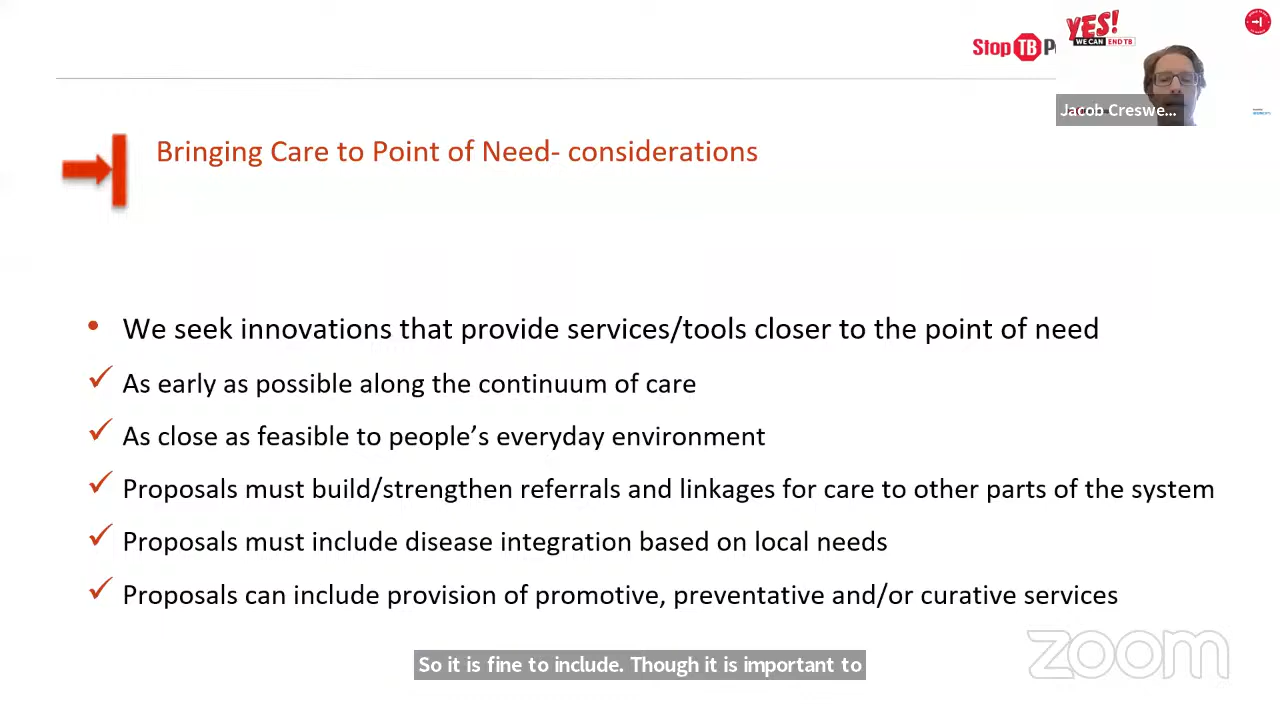 YES!
WE CAN END TB
Stop TB P
Jacob Creswe...
Bringing Care to Point of Need- considerations
• We seek innovations that provide services/tools closer to the point of need
✓ As early as possible along the continuum of care
✓ As close as feasible to people’s everyday environment
✓ Proposals must build/strengthen referrals and linkages for care to other parts of the system
✓ Proposals must include disease integration based on local needs
✓ Proposals can include provision of promotive, preventative and/or curative services
zoom
So it is fine to include. Though it is important to